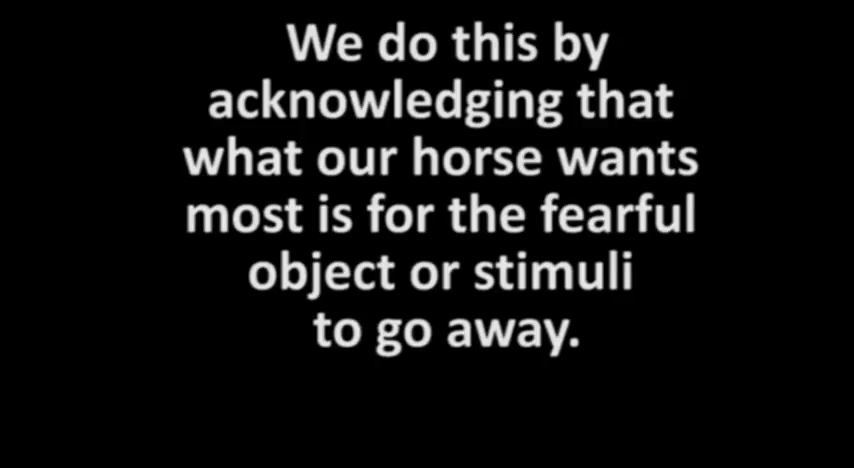 We do this by
acknowledging that
what our horse wants
most is for the fearful
object or stimuli
to go away.